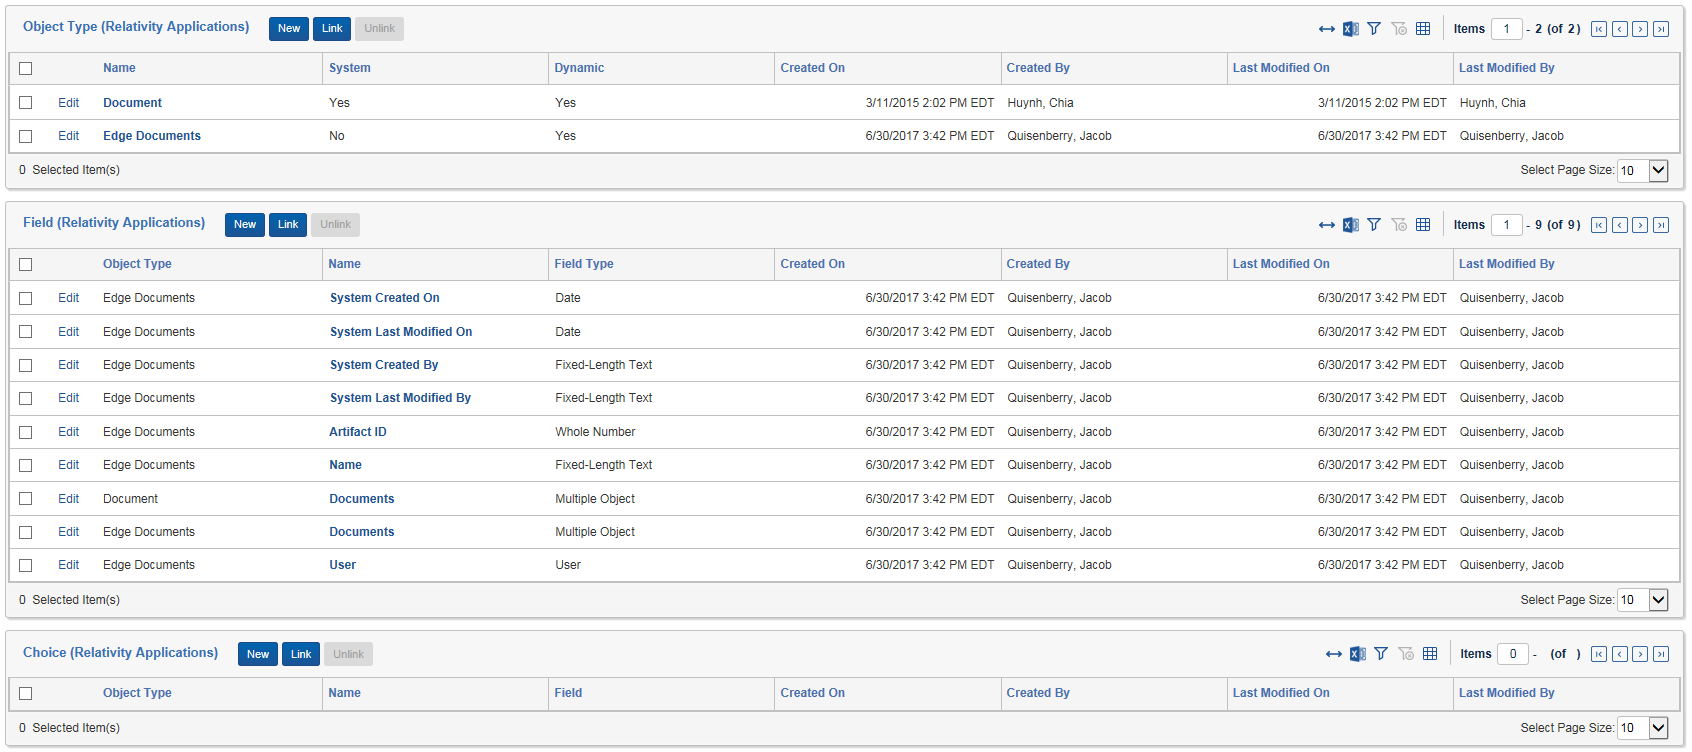 Object Type (Relativity Applications) New Link Unlink Items 1 - 2 (of 2)
Name System Dynamic Created On Created By Last Modified On Last Modified By
Edit Document Yes Yes 3/11/2015 2:02 PM EDT Huynh, Chia 3/11/2015 2:02 PM EDT Huynh, Chia
Edit Edge Documents No Yes 6/30/2017 3:42 PM EDT Quisenberry, Jacob 6/30/2017 3:42 PM EDT Quisenberry, Jacob
0 Selected Item(s) Select Page Size: 10
Field (Relativity Applications) New Link Unlink Items 1 - 9 (of 9)
Object Type Name Field Type Created On Created By Last Modified On Last Modified By
Edit Edge Documents System Created On Date 6/30/2017 3:42 PM EDT Quisenberry, Jacob 6/30/2017 3:42 PM EDT Quisenberry, Jacob
Edit Edge Documents System Last Modified On Date 6/30/2017 3:42 PM EDT Quisenberry, Jacob 6/30/2017 3:42 PM EDT Quisenberry, Jacob
Edit Edge Documents System Created By Fixed-Length Text 6/30/2017 3:42 PM EDT Quisenberry, Jacob 6/30/2017 3:42 PM EDT Quisenberry, Jacob
Edit Edge Documents System Last Modified By Fixed-Length Text 6/30/2017 3:42 PM EDT Quisenberry, Jacob 6/30/2017 3:42 PM EDT Quisenberry, Jacob
Edit Edge Documents Artifact ID Whole Number 6/30/2017 3:42 PM EDT Quisenberry, Jacob 6/30/2017 3:42 PM EDT Quisenberry, Jacob
Edit Edge Documents Name Fixed-Length Text 6/30/2017 3:42 PM EDT Quisenberry, Jacob 6/30/2017 3:42 PM EDT Quisenberry, Jacob
Edit Document Documents Multiple Object 6/30/2017 3:42 PM EDT Quisenberry, Jacob 6/30/2017 3:42 PM EDT Quisenberry, Jacob
Edit Edge Documents Documents Multiple Object 6/30/2017 3:42 PM EDT Quisenberry, Jacob 6/30/2017 3:42 PM EDT Quisenberry, Jacob
Edit Edge Documents User User 6/30/2017 3:42 PM EDT Quisenberry, Jacob 6/30/2017 3:42 PM EDT Quisenberry, Jacob
0 Selected Item(s) Select Page Size: 10
Choice (Relativity Applications) New Link Unlink Items 0 - (of )
Object Type Name Field Created On Created By Last Modified On Last Modified By
0 Selected Item(s) Select Page Size: 10